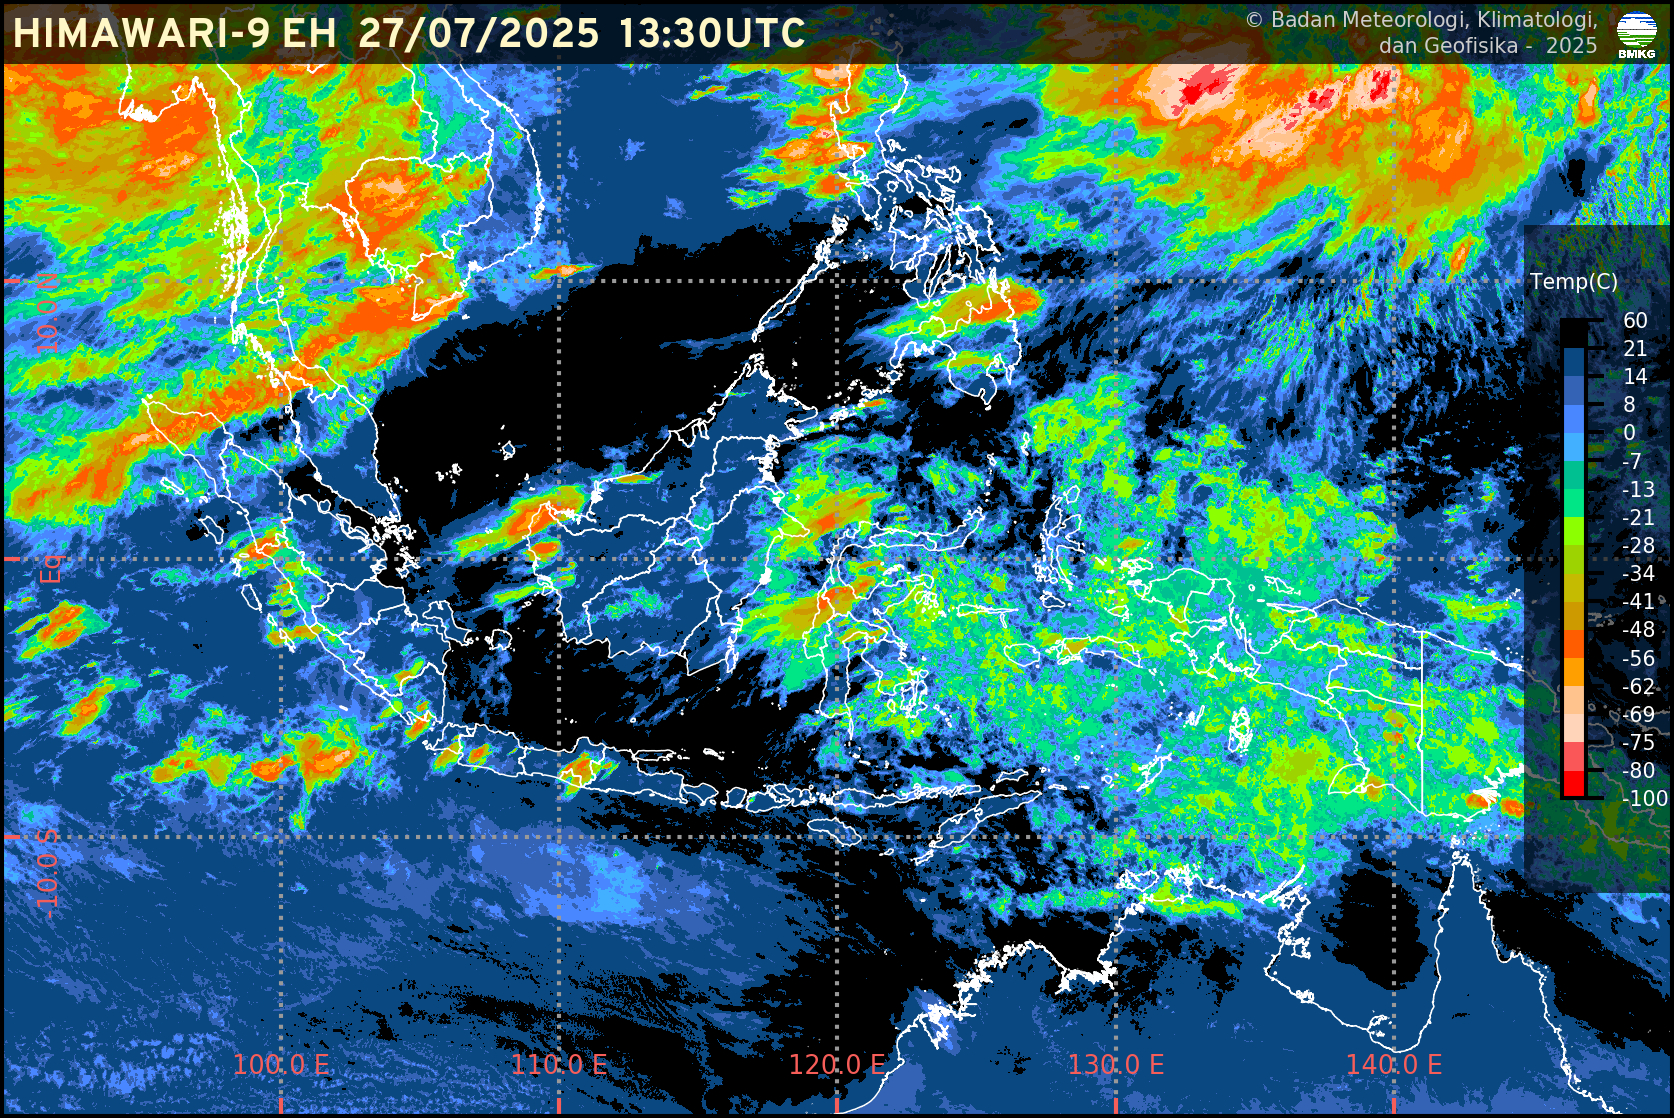 HIMAWARI-9 EH 27/07/2025 13:30UTC
© Badan Meteorologi, Klimatologi,
dan Geofisika - 2025
BMKG
Temp(C)
60
21
14
8
0
-7
-13
-21
-28
-34
-41
-48
-56
-62
-69
-75
-80
-100
10.0 N
Eq
-10.0 S
100.0 E
110.0 E
120.0 E
130.0 E
140.0 E